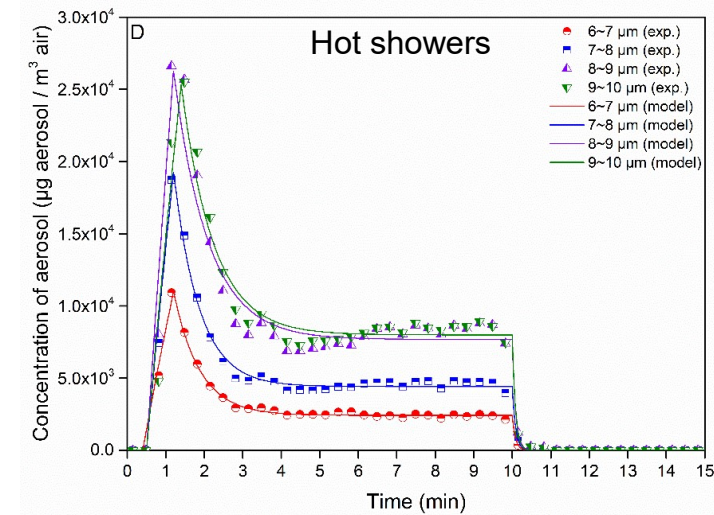 D
Hot showers
6~7 μm (exp.)
7~8 μm (exp.)
8~9 μm (exp.)
9~10 μm (exp.)
6~7 μm (model)
7~8 μm (model)
8~9 μm (model)
9~10 μm (model)
Concentration of aerosol (μg aerosol / m³ air)
3.0x10⁴
2.5x10⁴
2.0x10⁴
1.5x10⁴
1.0x10⁴
5.0x10³
0.0
0 1 2 3 4 5 6 7 8 9 10 11 12 13 14 15
Time (min)